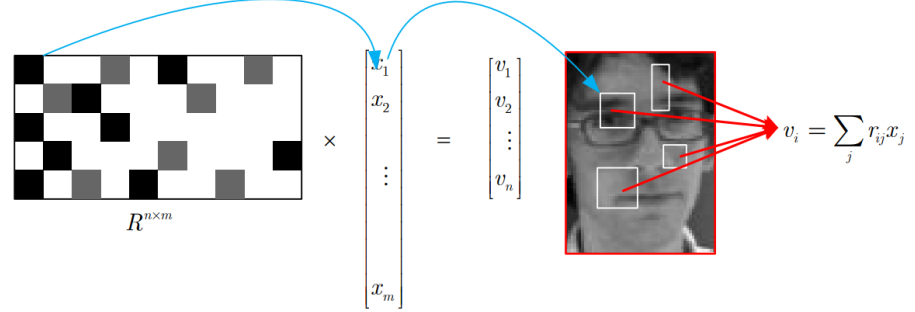 R^{n×m}
×
x_1
x_2
⋮
x_m
=
v_1
v_2
⋮
v_n
v_i = ∑_j r_{ij} x_j